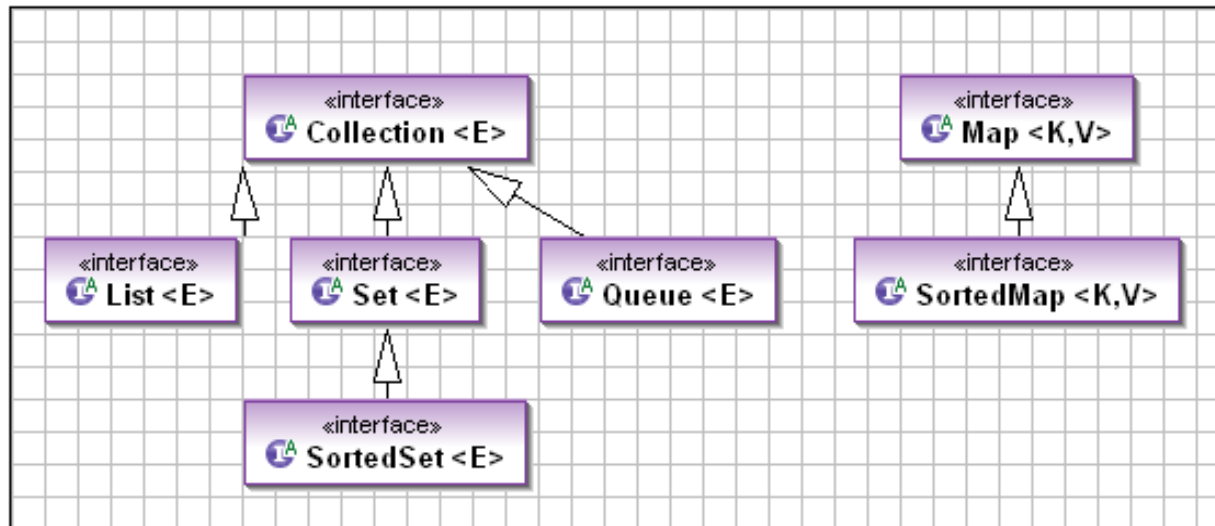 «interface»
Collection <E>
«interface»
Map <K,V>
«interface»
List <E>
«interface»
Set <E>
«interface»
Queue <E>
«interface»
SortedMap <K,V>
«interface»
SortedSet <E>